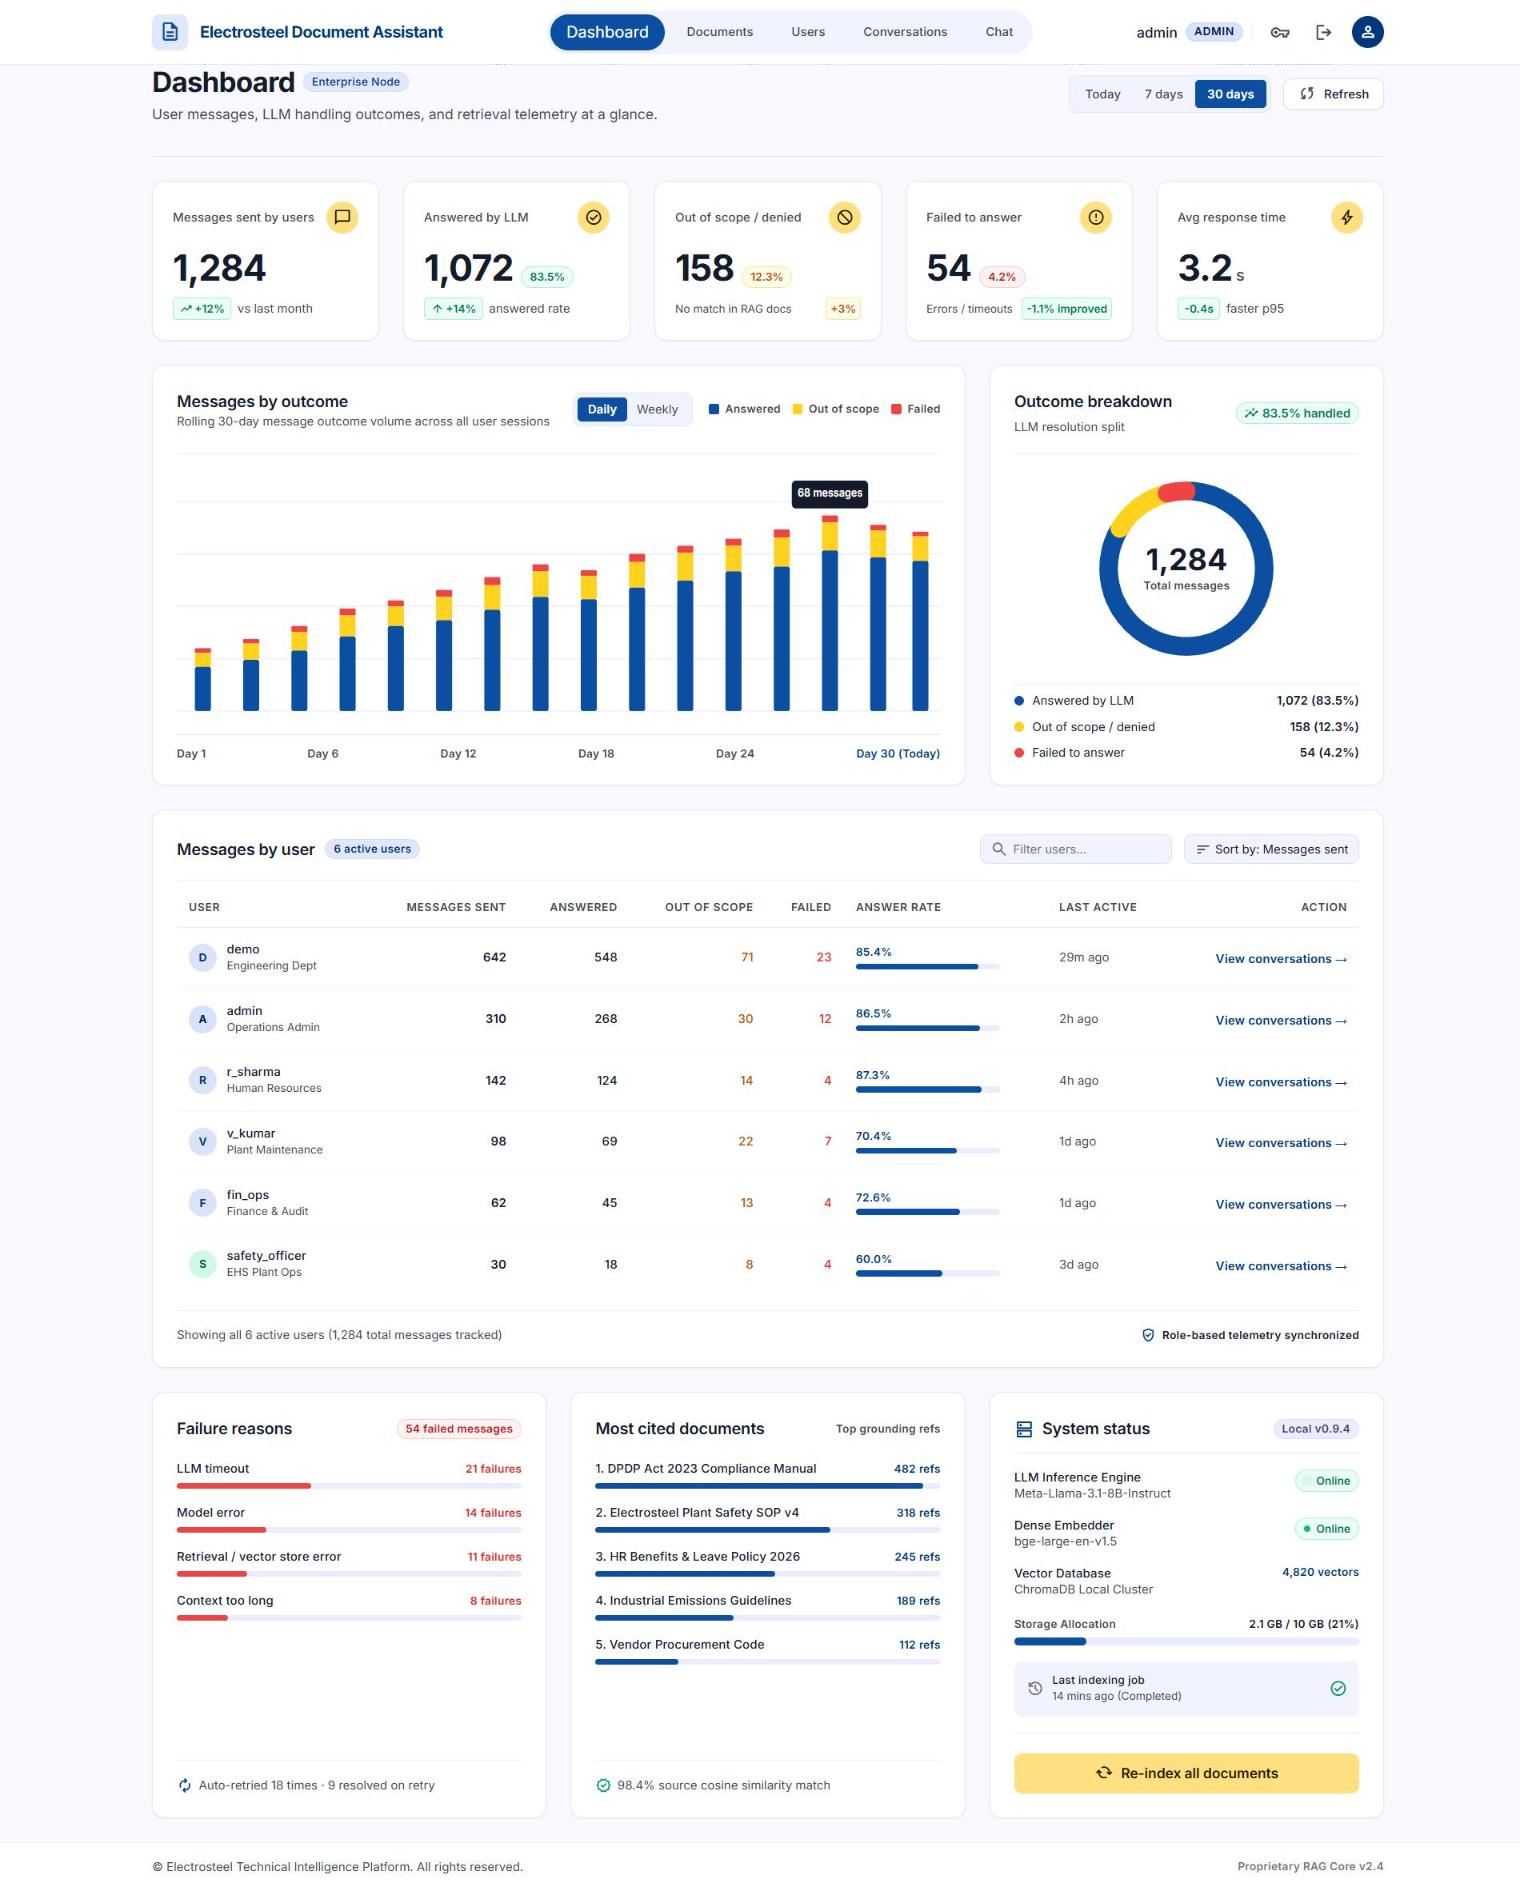 Electrosteel Document Assistant
Dashboard Documents Users Conversations Chat
admin ADMIN
Dashboard Enterprise Node
User messages, LLM handling outcomes, and retrieval telemetry at a glance.
Today 7 days 30 days Refresh
Messages sent by users
1,284
+12% vs last month
Answered by LLM
1,072 83.5%
+14% answered rate
Out of scope / denied
158 12.3%
No match in RAG docs +3%
Failed to answer
54 4.2%
Errors / timeouts -1.1% improved
Avg response time
3.2 s
-0.4s faster p95
Messages by outcome
Rolling 30-day message outcome volume across all user sessions
Daily Weekly Answered Out of scope Failed
68 messages
Day 1 Day 6 Day 12 Day 18 Day 24 Day 30 (Today)
Outcome breakdown
LLM resolution split
83.5% handled
1,284
Total messages
Answered by LLM 1,072 (83.5%)
Out of scope / denied 158 (12.3%)
Failed to answer 54 (4.2%)
Messages by user 6 active users
Filter users... Sort by: Messages sent
USER MESSAGES SENT ANSWERED OUT OF SCOPE FAILED ANSWER RATE LAST ACTIVE ACTION
D demo
Engineering Dept
642 548 71 23 85.4% 29m ago View conversations →
A admin
Operations Admin
310 268 30 12 86.5% 2h ago View conversations →
R r_sharma
Human Resources
142 124 14 4 87.3% 4h ago View conversations →
V v_kumar
Plant Maintenance
98 69 22 7 70.4% 1d ago View conversations →
F fin_ops
Finance & Audit
62 45 13 4 72.6% 1d ago View conversations →
S safety_officer
EHS Plant Ops
30 18 8 4 60.0% 3d ago View conversations →
Showing all 6 active users (1,284 total messages tracked)
Role-based telemetry synchronized
Failure reasons 54 failed messages
LLM timeout 21 failures
Model error 14 failures
Retrieval / vector store error 11 failures
Context too long 8 failures
Auto-retried 18 times · 9 resolved on retry
Most cited documents Top grounding refs
1. DPDP Act 2023 Compliance Manual 482 refs
2. Electrosteel Plant Safety SOP v4 318 refs
3. HR Benefits & Leave Policy 2026 245 refs
4. Industrial Emissions Guidelines 189 refs
5. Vendor Procurement Code 112 refs
98.4% source cosine similarity match
System status Local v0.9.4
LLM Inference Engine Online
Meta-Llama-3.1-8B-Instruct
Dense Embedder Online
bge-large-en-v1.5
Vector Database 4,820 vectors
ChromaDB Local Cluster
Storage Allocation 2.1 GB / 10 GB (21%)
Last indexing job
14 mins ago (Completed)
Re-index all documents
© Electrosteel Technical Intelligence Platform. All rights reserved.
Proprietary RAG Core v2.4